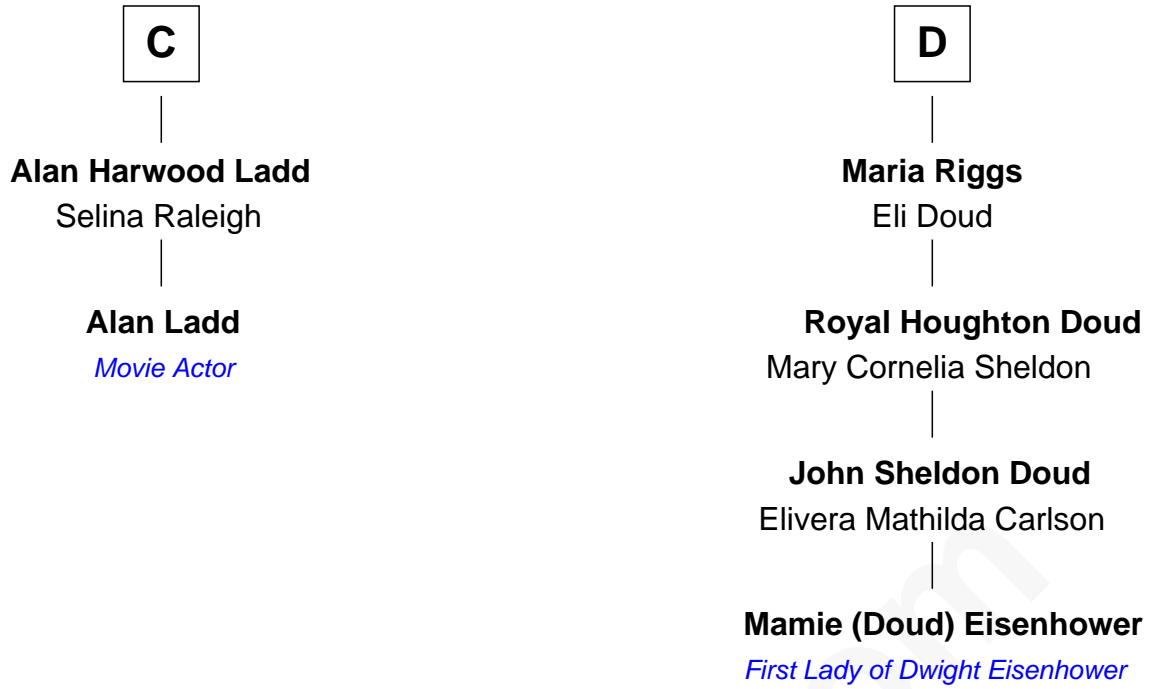 C
Alan Harwood Ladd
Selina Raleigh
Alan Ladd
Movie Actor
D
Maria Riggs
Eli Doud
Royal Houghton Doud
Mary Cornelia Sheldon
John Sheldon Doud
Elivera Mathilda Carlson
Mamie (Doud) Eisenhower
First Lady of Dwight Eisenhower